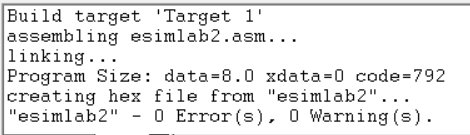 Build target 'Target 1'
assembling esimlab2.asm...
linking...
Program Size: data=8.0 xdata=0 code=792
creating hex file from "esimlab2"...
"esimlab2" - 0 Error(s), 0 Warning(s).